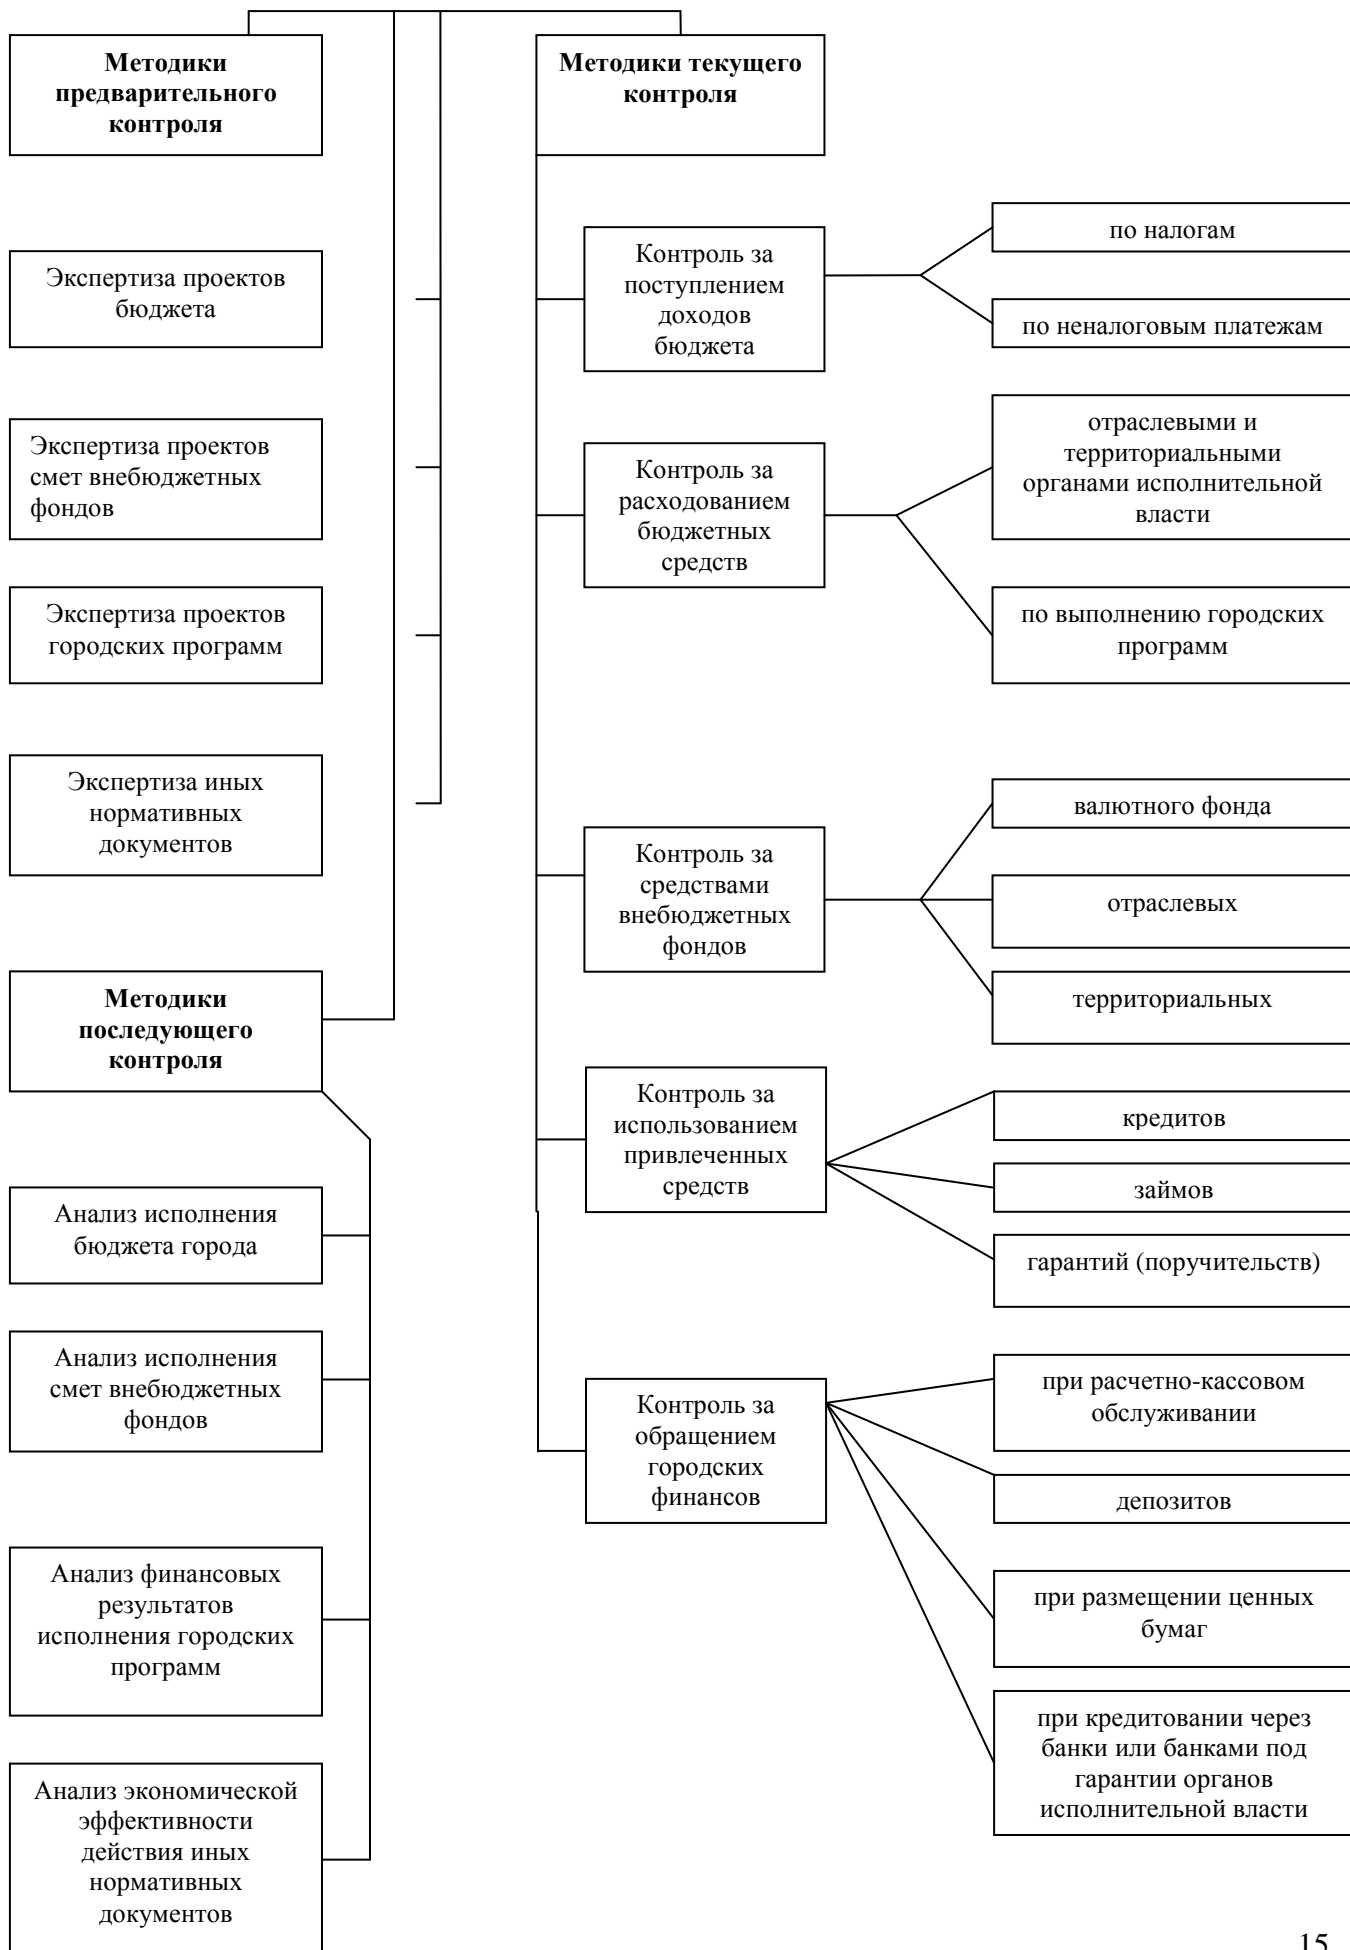 Методики
предварительного
контроля
Экспертиза проектов
бюджета
Экспертиза проектов
смет внебюджетных
фондов
Экспертиза проектов
городских программ
Экспертиза иных
нормативных
документов
Методики
последующего
контроля
Анализ исполнения
бюджета города
Анализ исполнения
смет внебюджетных
фондов
Анализ финансовых
результатов
исполнения городских
программ
Анализ экономической
эффективности
действия иных
нормативных
документов
Методики текущего
контроля
Контроль за
поступлением
доходов
бюджета
по налогам
по неналоговым платежам
Контроль за
расходованием
бюджетных
средств
отраслевыми и
территориальными
органами исполнительной
власти
по выполнению городских
программ
Контроль за
средствами
внебюджетных
фондов
валютного фонда
отраслевых
территориальных
Контроль за
использованием
привлеченных
средств
кредитов
займов
гарантий (поручительств)
Контроль за
обращением
городских
финансов
при расчетно-кассовом
обслуживании
депозитов
при размещении ценных
бумаг
при кредитовании через
банки или банками под
гарантии органов
исполнительной власти
15